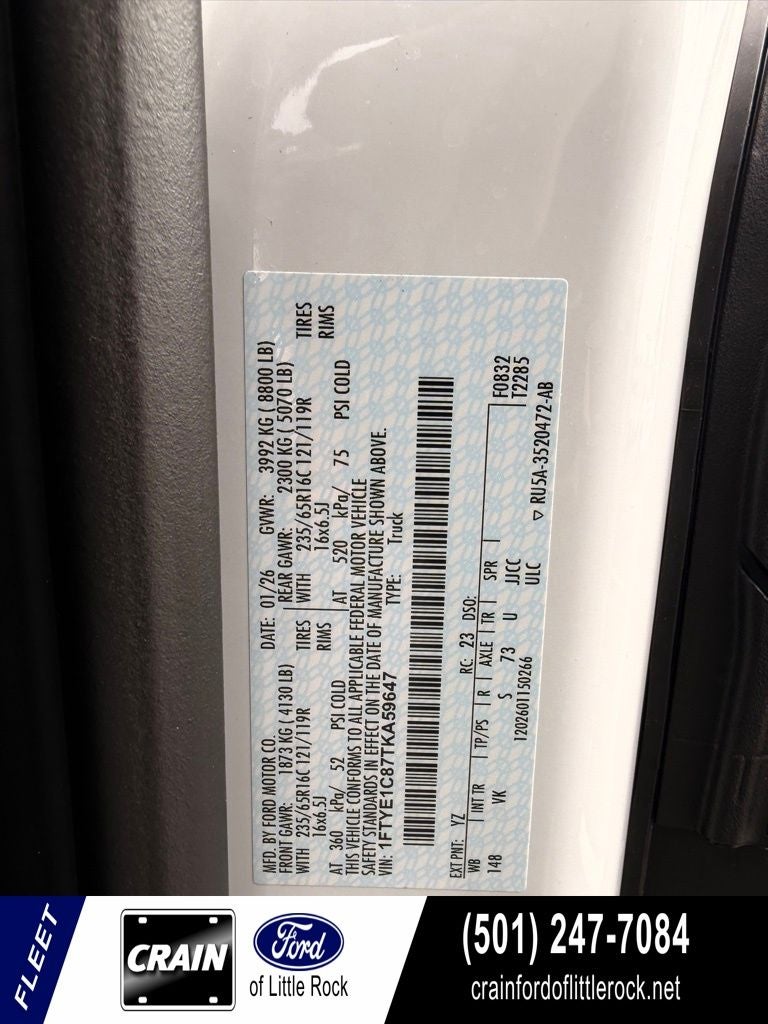 MFD. BY FORD MOTOR CO.
DATE: 01/26 GVWR: 3992 KG ( 8800 LB)
FRONT GAWR: 1873 KG ( 4130 LB)
REAR GAWR: 2300 KG ( 5070 LB)
WITH 235/65R16C 121/119R TIRES
WITH 235/65R16C 121/119R TIRES
16x6.5J RIMS
16x6.5J RIMS
AT 360 kPa/ 52 PSI COLD
AT 520 kPa/ 75 PSI COLD
THIS VEHICLE CONFORMS TO ALL APPLICABLE FEDERAL MOTOR VEHICLE
SAFETY STANDARDS IN EFFECT ON THE DATE OF MANUFACTURE SHOWN ABOVE.
VIN: 1FTYE1C87TKA59647 TYPE: Truck
EXT PNT: YZ RC: 23 DSO: F0832
WB INT TR TP/PS R AXLE TR SPR T2285
148 VK S 73 U JJCC
1202601150266 ULC
▽ RU5A-3520472-AB
FLEET
CRAIN
Ford
of Little Rock
(501) 247-7084
crainfordoflittlerock.net